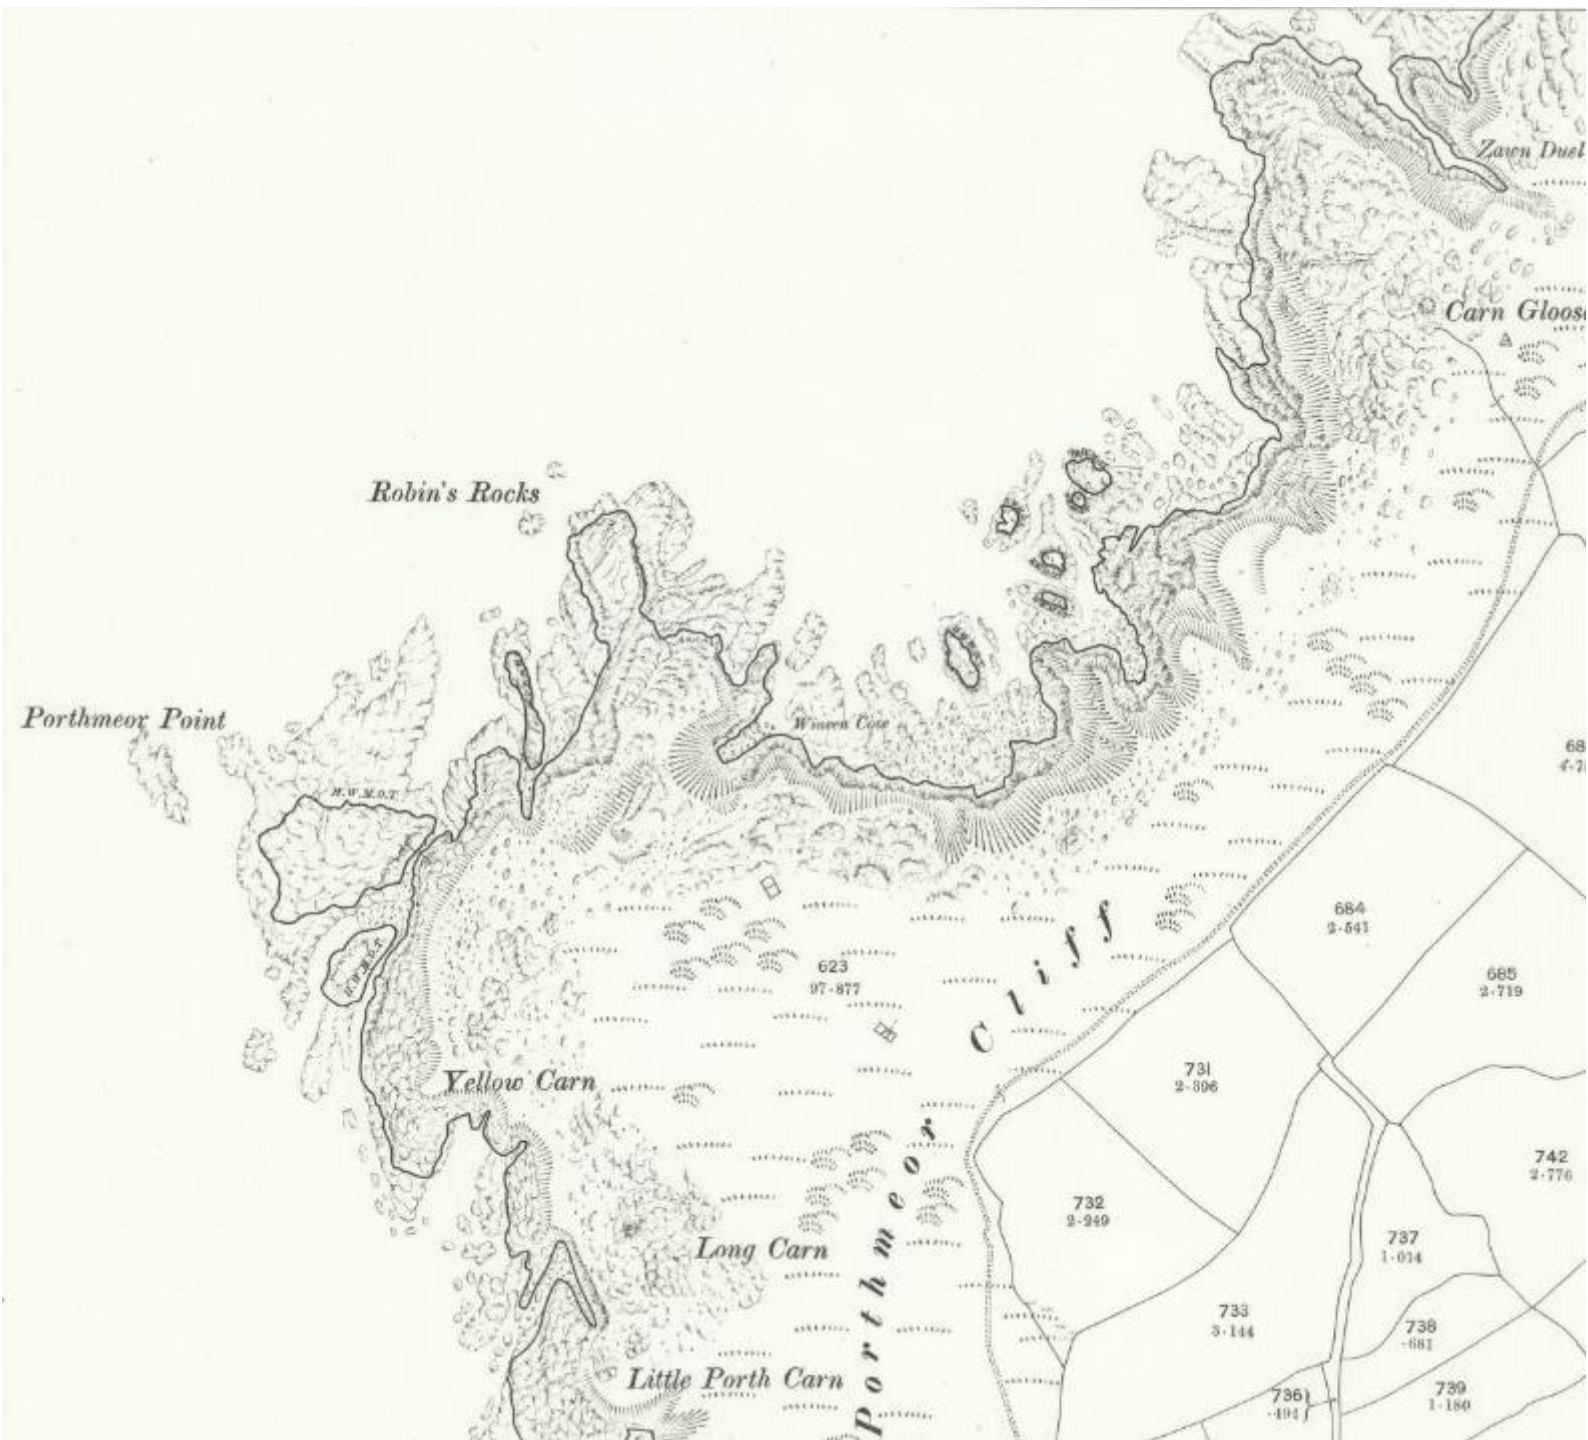 Zawn Duel
Carn Gloose
Robin's Rocks
Porthmeor Point
Cove
H.W.M.O.T.
H.W.M.O.T.
684
2·541
623
97·877
685
2·719
Porthmeor Cliff
731
2·396
Yellow Carn
742
2·776
732
2·249
737
1·014
Long Carn
733
3·144
738
·681
Little Porth Carn
736
·494
739
1·180